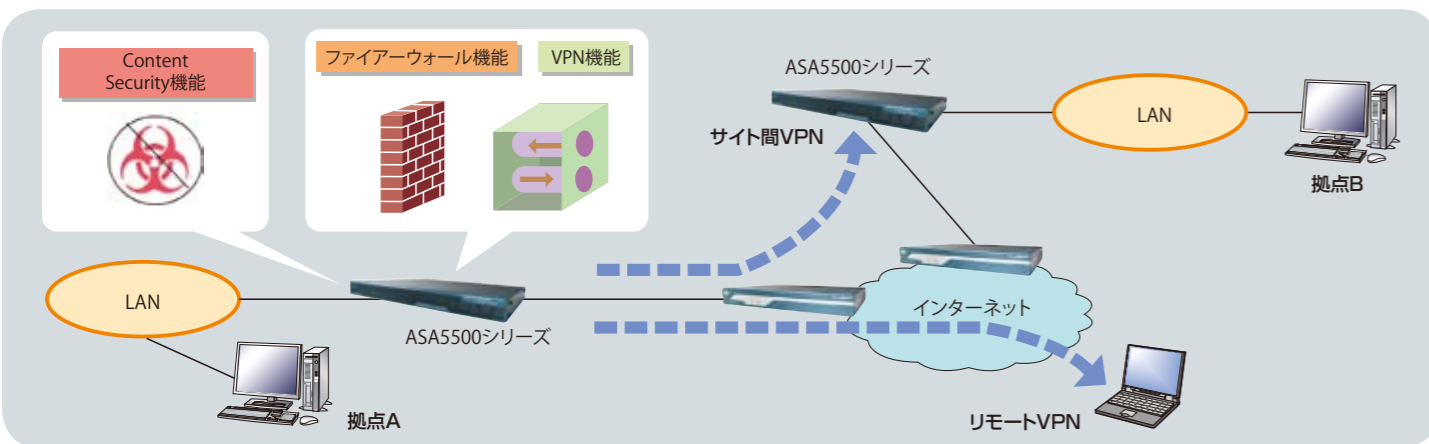 Content
Security機能
ファイアーウォール機能
VPN機能
ASA5500シリーズ
LAN
サイト間VPN
拠点B
LAN
インターネット
ASA5500シリーズ
拠点A
リモートVPN